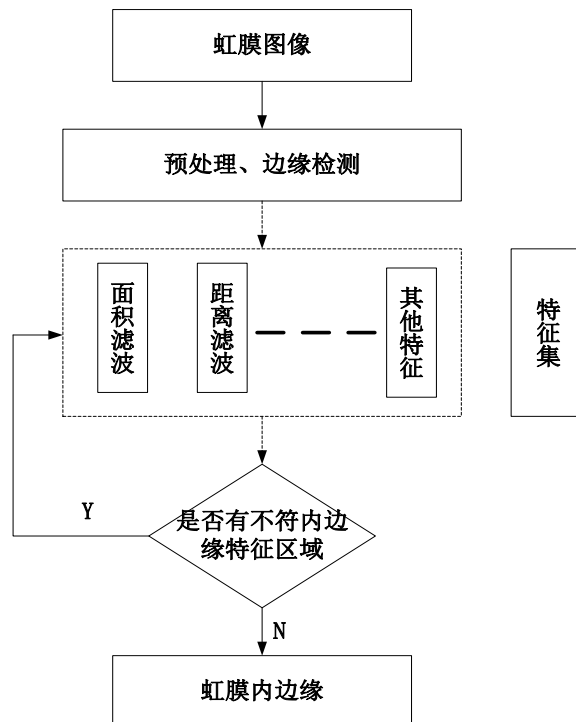 虹膜图像
预处理、边缘检测
面积滤波
距离滤波
其他特征
特征集
是否有不符内边
缘特征区域
Y
N
虹膜内边缘